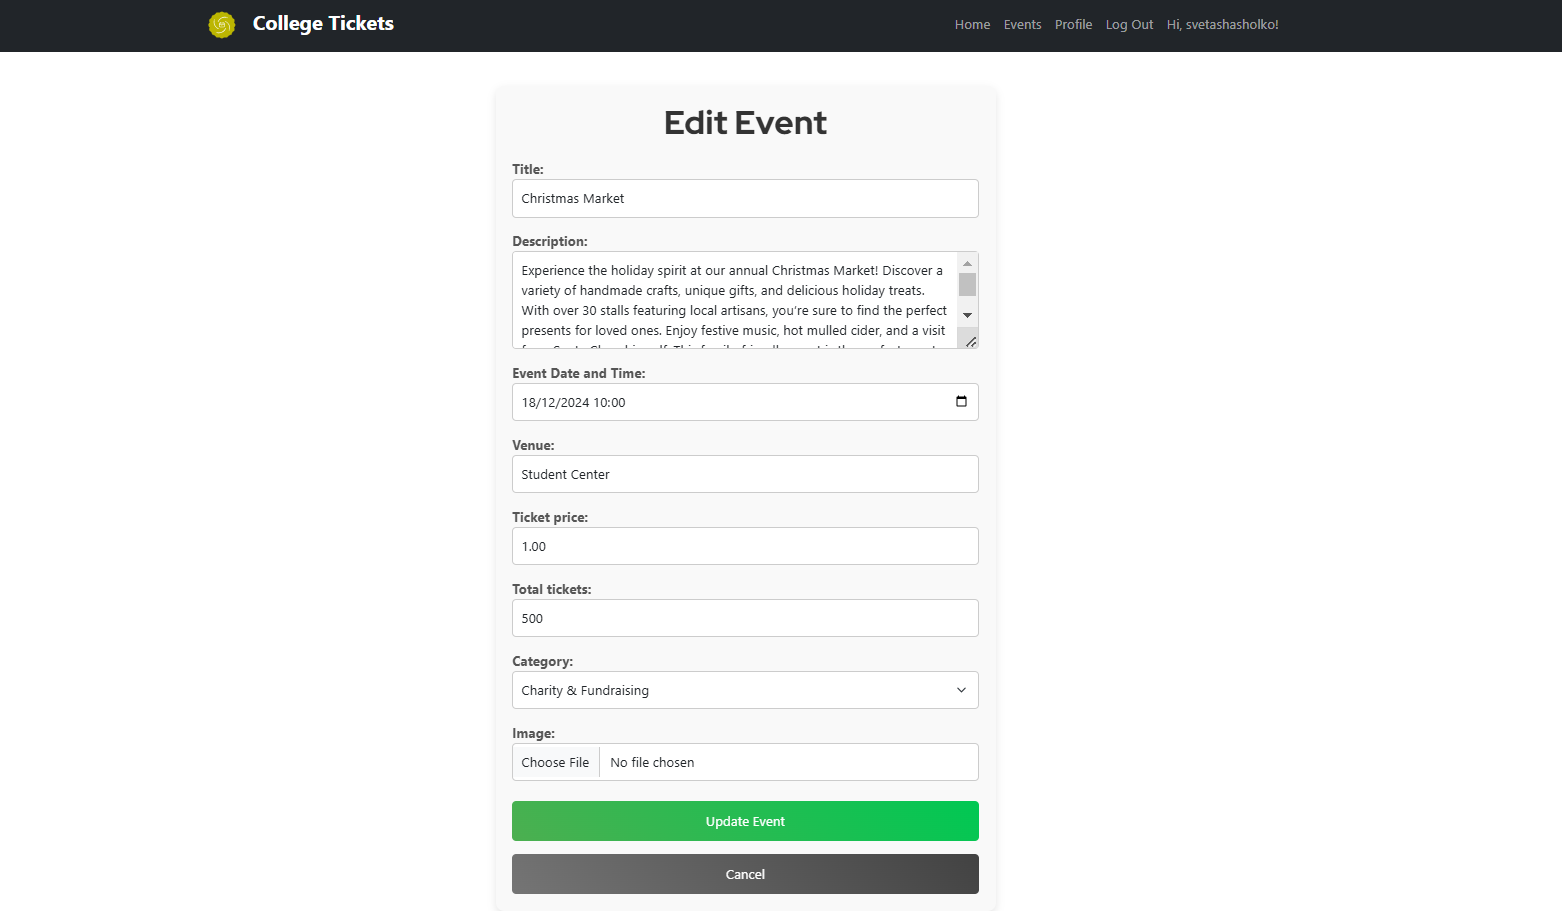 College Tickets
Home Events Profile Log Out Hi, svetashasholko!
Edit Event
Title:
Christmas Market
Description:
Experience the holiday spirit at our annual Christmas Market! Discover a
variety of handmade crafts, unique gifts, and delicious holiday treats.
With over 30 stalls featuring local artisans, you're sure to find the perfect
presents for loved ones. Enjoy festive music, hot mulled cider, and a visit
Event Date and Time:
18/12/2024 10:00
Venue:
Student Center
Ticket price:
1.00
Total tickets:
500
Category:
Charity & Fundraising
Image:
Choose File No file chosen
Update Event
Cancel